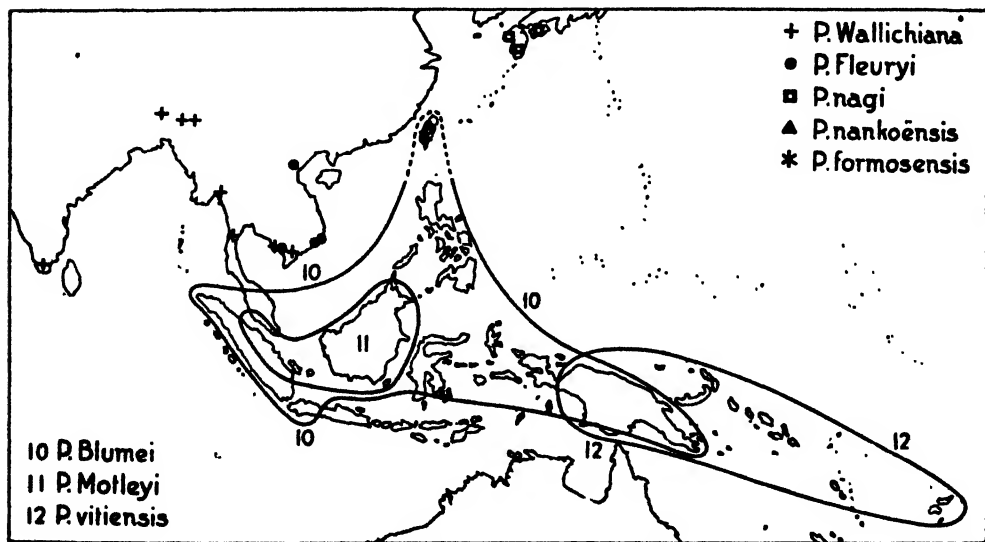 + P. Wallichiana
● P. Fleuryi
P. nagi
▲ P. nankoënsis
P. formosensis
10
10
11
10
12
12
10 P. Blumei
11 P. Motleyi
12 P. vitiensis